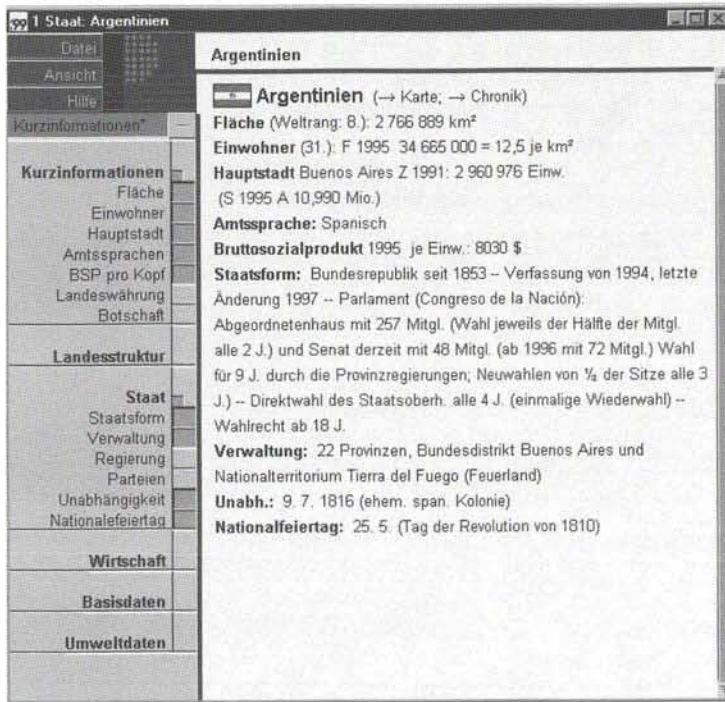 99 1 Staat: Argentinien
Datei
Ansicht
Hilfe
Kurzinformationen*
Kurzinformationen
Fläche
Einwohner
Hauptstadt
Amtssprachen
BSP pro Kopf
Landeswährung
Botschaft
Landesstruktur
Staat
Staatsform
Verwaltung
Regierung
Parteien
Unabhängigkeit
Nationalefeiertag
Wirtschaft
Basisdaten
Umweltdaten
Argentinien
Argentinien (→ Karte; → Chronik)
Fläche (Weltrang: 8.): 2 766 889 km²
Einwohner (31.): F 1995 34 665 000 = 12,5 je km²
Hauptstadt Buenos Aires Z 1991: 2 960 976 Einw.
(S 1995 A 10,990 Mio.)
Amtssprache: Spanisch
Bruttosozialprodukt 1995 je Einw.: 8030 $
Staatsform: Bundesrepublik seit 1853 -- Verfassung von 1994, letzte
Änderung 1997 -- Parlament (Congreso de la Nación):
Abgeordnetenhaus mit 257 Mitgl. (Wahl jeweils der Hälfte der Mitgl.
alle 2 J.) und Senat derzeit mit 48 Mitgl. (ab 1996 mit 72 Mitgl.) Wahl
für 9 J. durch die Provinzregierungen; Neuwahlen von ⅓ der Sitze alle 3
J.) -- Direktwahl des Staatsoberh. alle 4 J. (einmalige Wiederwahl) --
Wahlrecht ab 18 J.
Verwaltung: 22 Provinzen, Bundesdistrikt Buenos Aires und
Nationalterritorium Tierra del Fuego (Feuerland)
Unabh.: 9. 7. 1816 (ehem. span. Kolonie)
Nationalfeiertag: 25. 5. (Tag der Revolution von 1810)